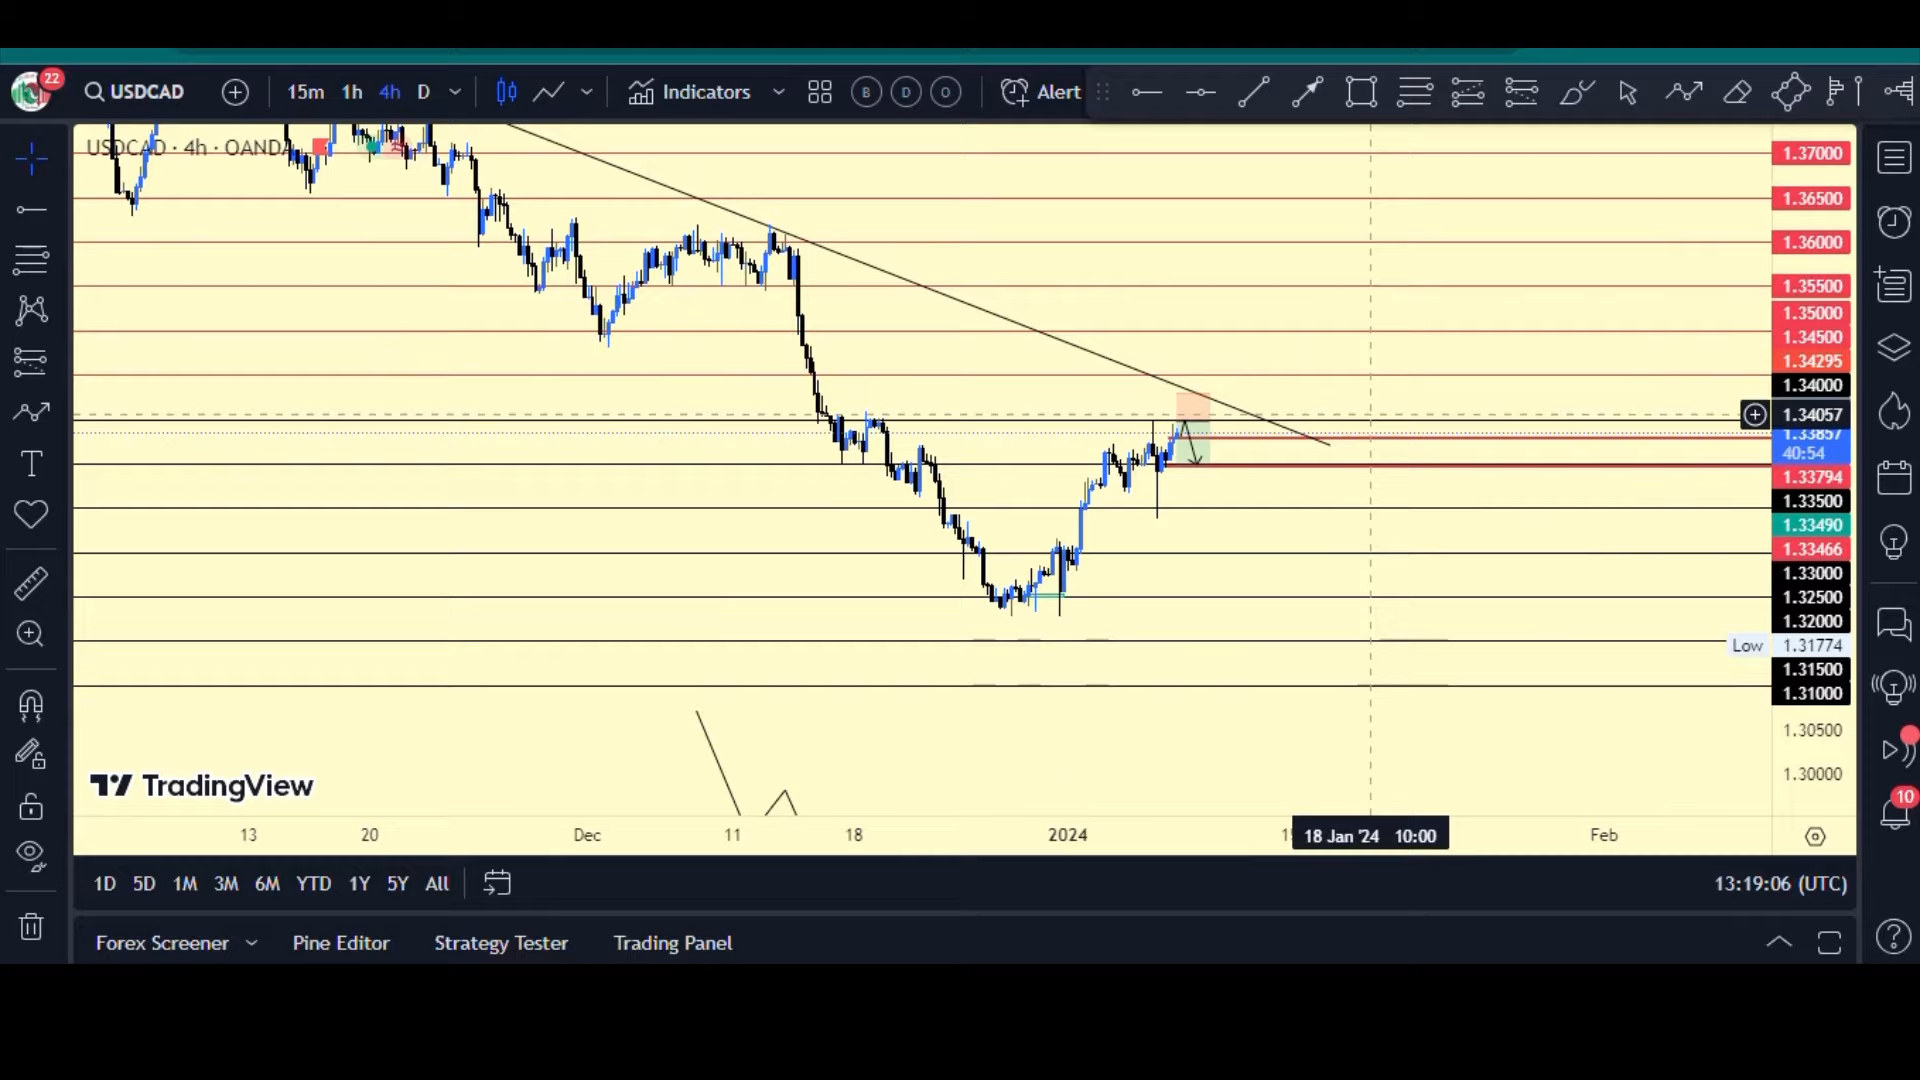 22
USDCAD
15m 1h 4h D
Indicators
B D O
Alert
USDCAD · 4h · OANDA
1.37000
1.36500
1.36000
1.35500
1.35000
1.34500
1.34295
1.34000
1.34057
1.33857
40:54
1.33794
1.33500
1.33490
1.33466
1.33000
1.32500
1.32000
Low 1.31774
1.31500
1.31000
1.30500
1.30000
10
TradingView
13 20 Dec 11 18 2024 18 Jan '24 10:00 Feb
1D 5D 1M 3M 6M YTD 1Y 5Y All
13:19:06 (UTC)
Forex Screener Pine Editor Strategy Tester Trading Panel